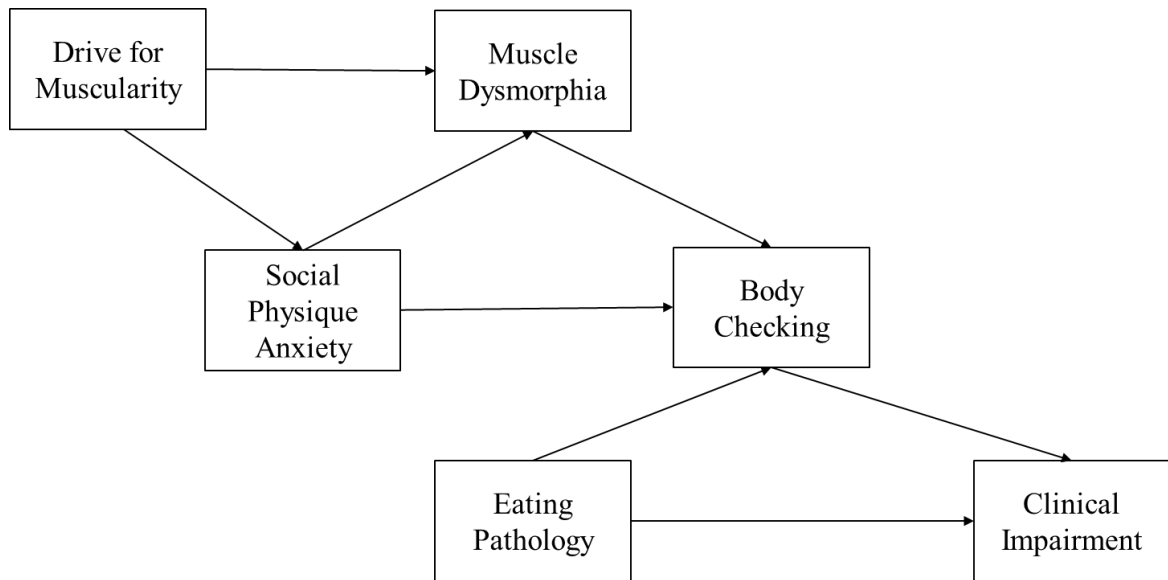 Drive for
Muscularity
Muscle
Dysmorphia
Social
Physique
Anxiety
Body
Checking
Eating
Pathology
Clinical
Impairment